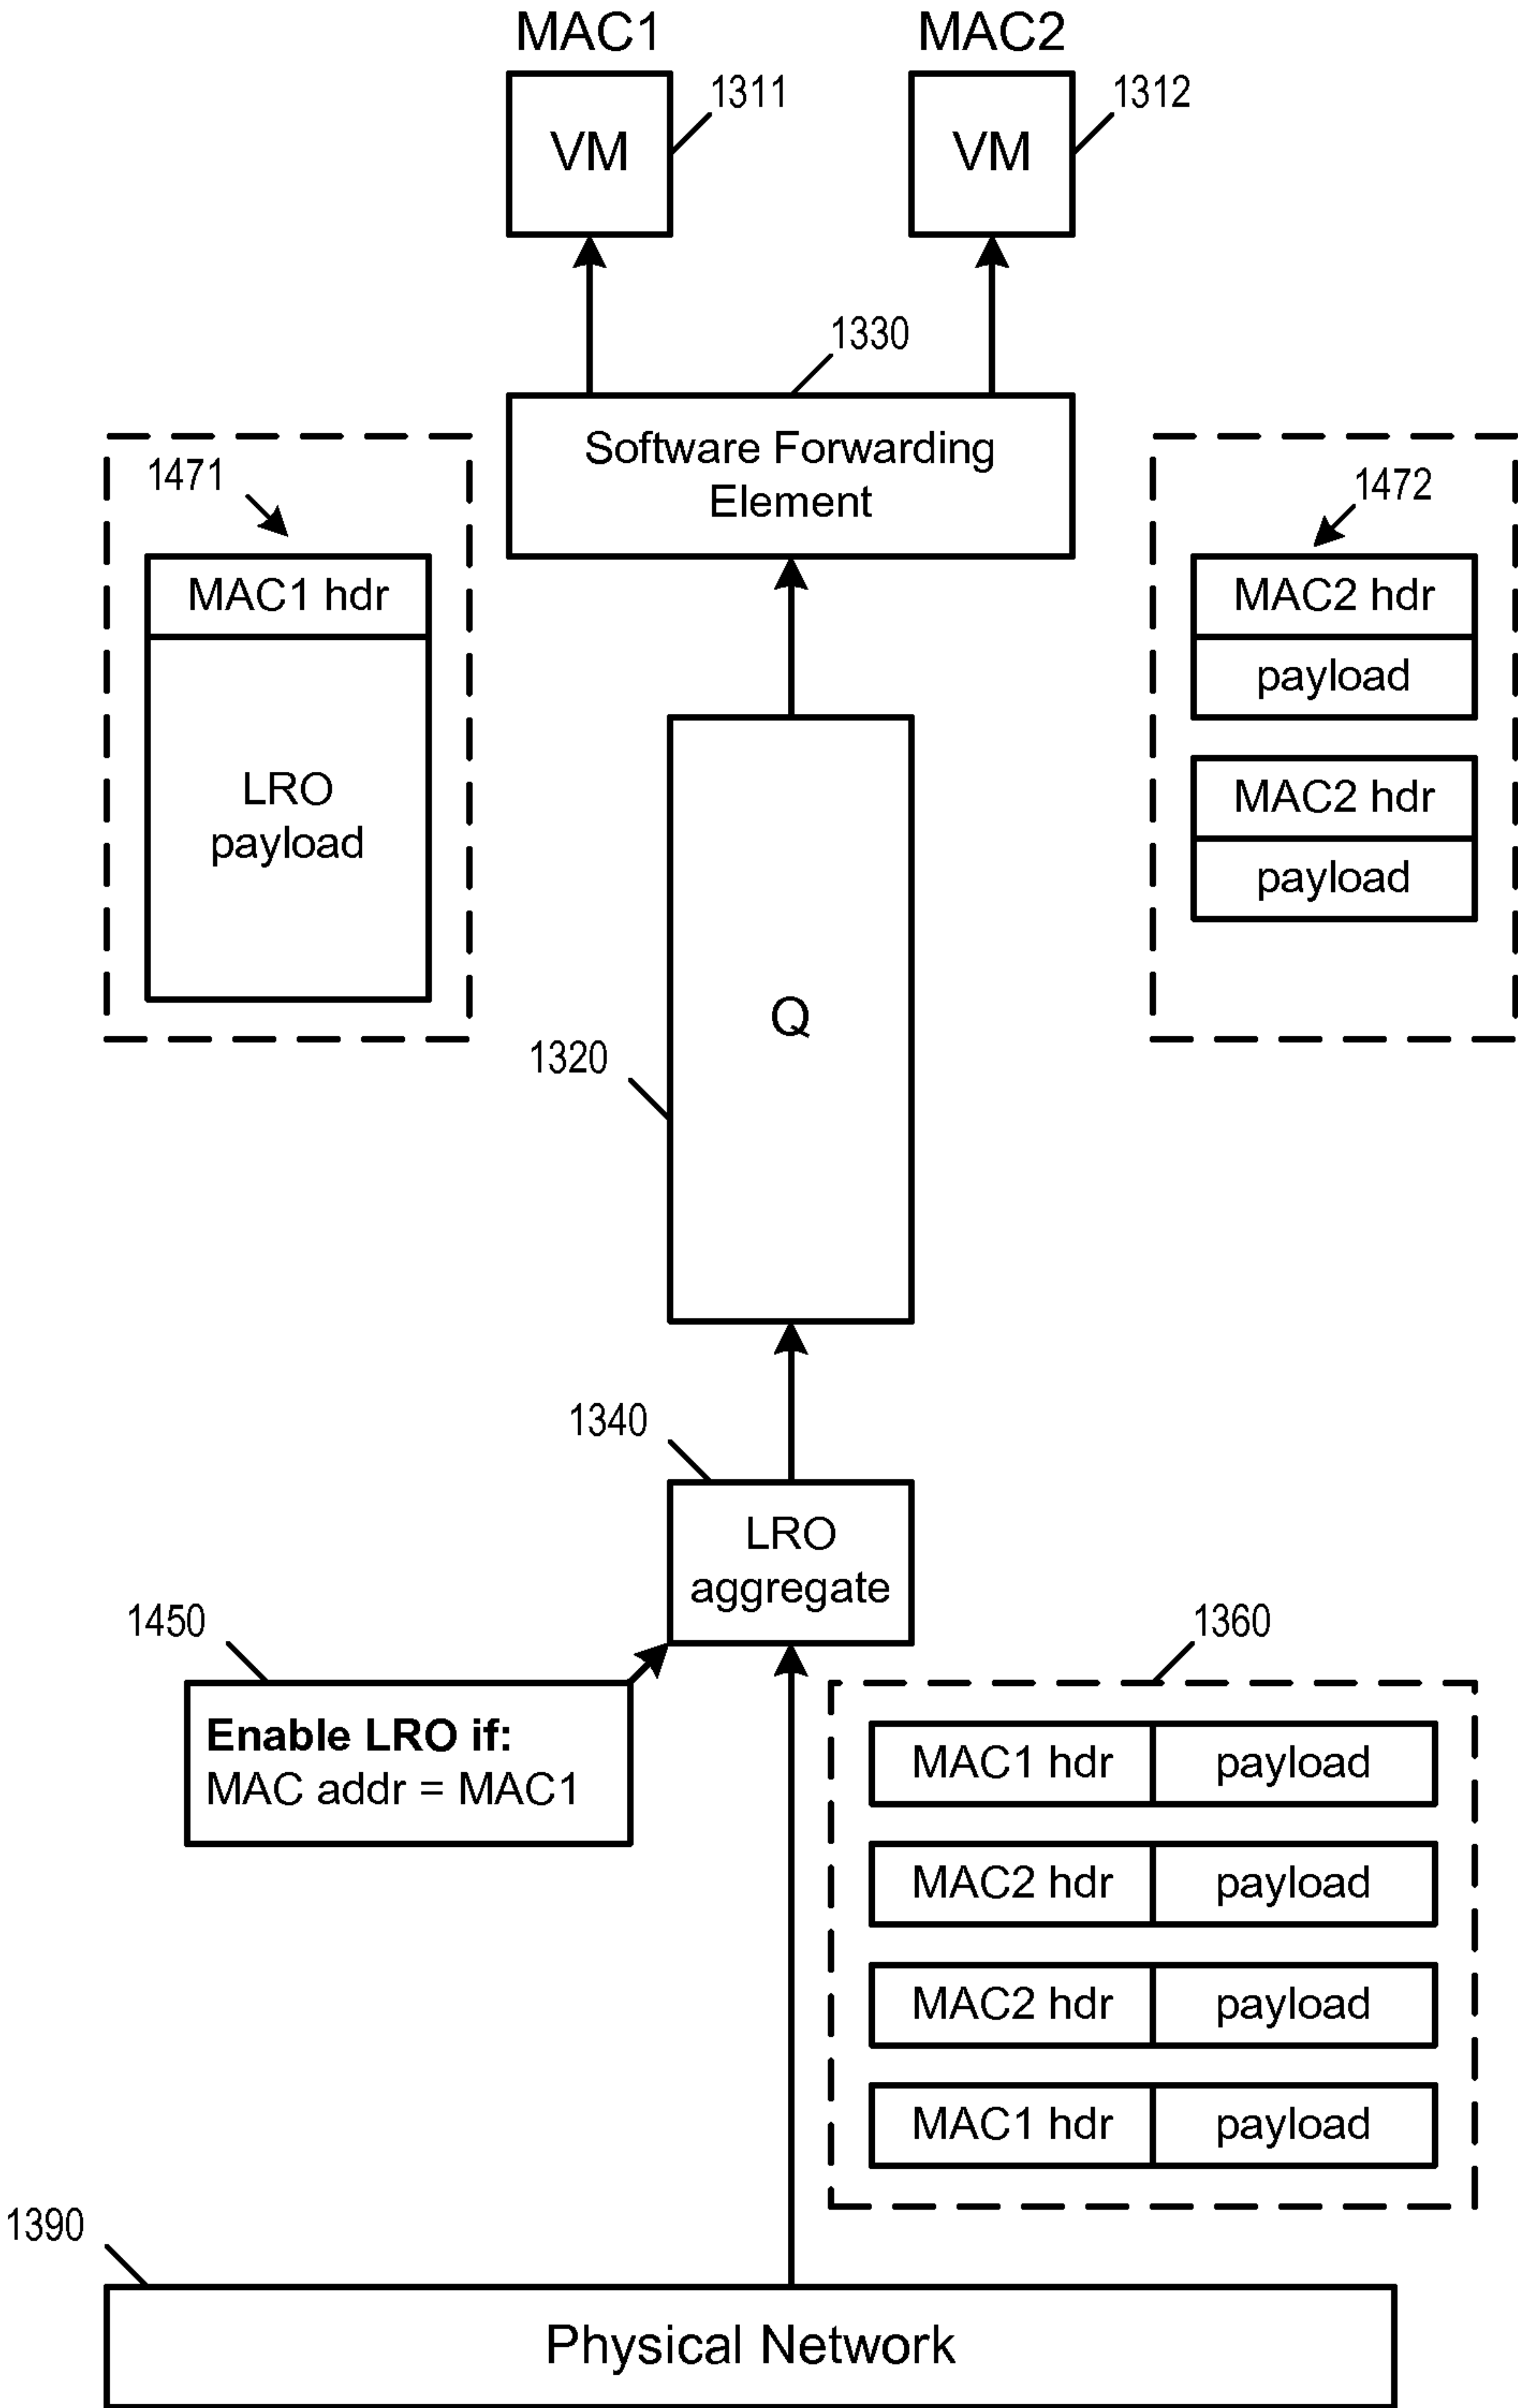 MAC1
MAC2
VM
1311
VM
1312
1330
Software Forwarding
Element
1471
MAC1 hdr
LRO
payload
1472
MAC2 hdr
payload
MAC2 hdr
payload
Q
1320
1340
LRO
aggregate
1450
Enable LRO if:
MAC addr = MAC1
1360
MAC1 hdr
payload
MAC2 hdr
payload
MAC2 hdr
payload
MAC1 hdr
payload
1390
Physical Network